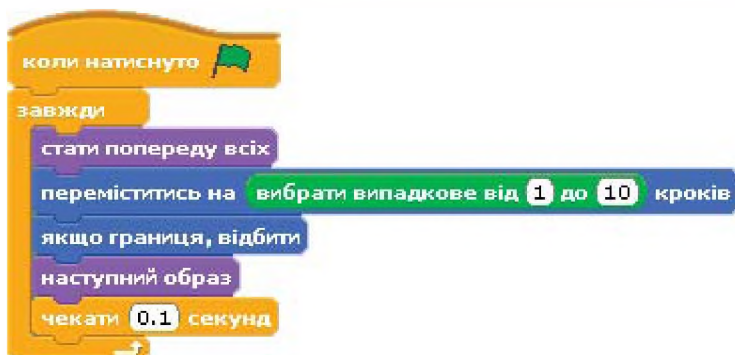 коли натиснуто
завжди
стати попереду всіх
переміститись на вибрати випадкове від 1 до 10 кроків
якщо границя, відбити
наступний образ
чекати 0.1 секунд